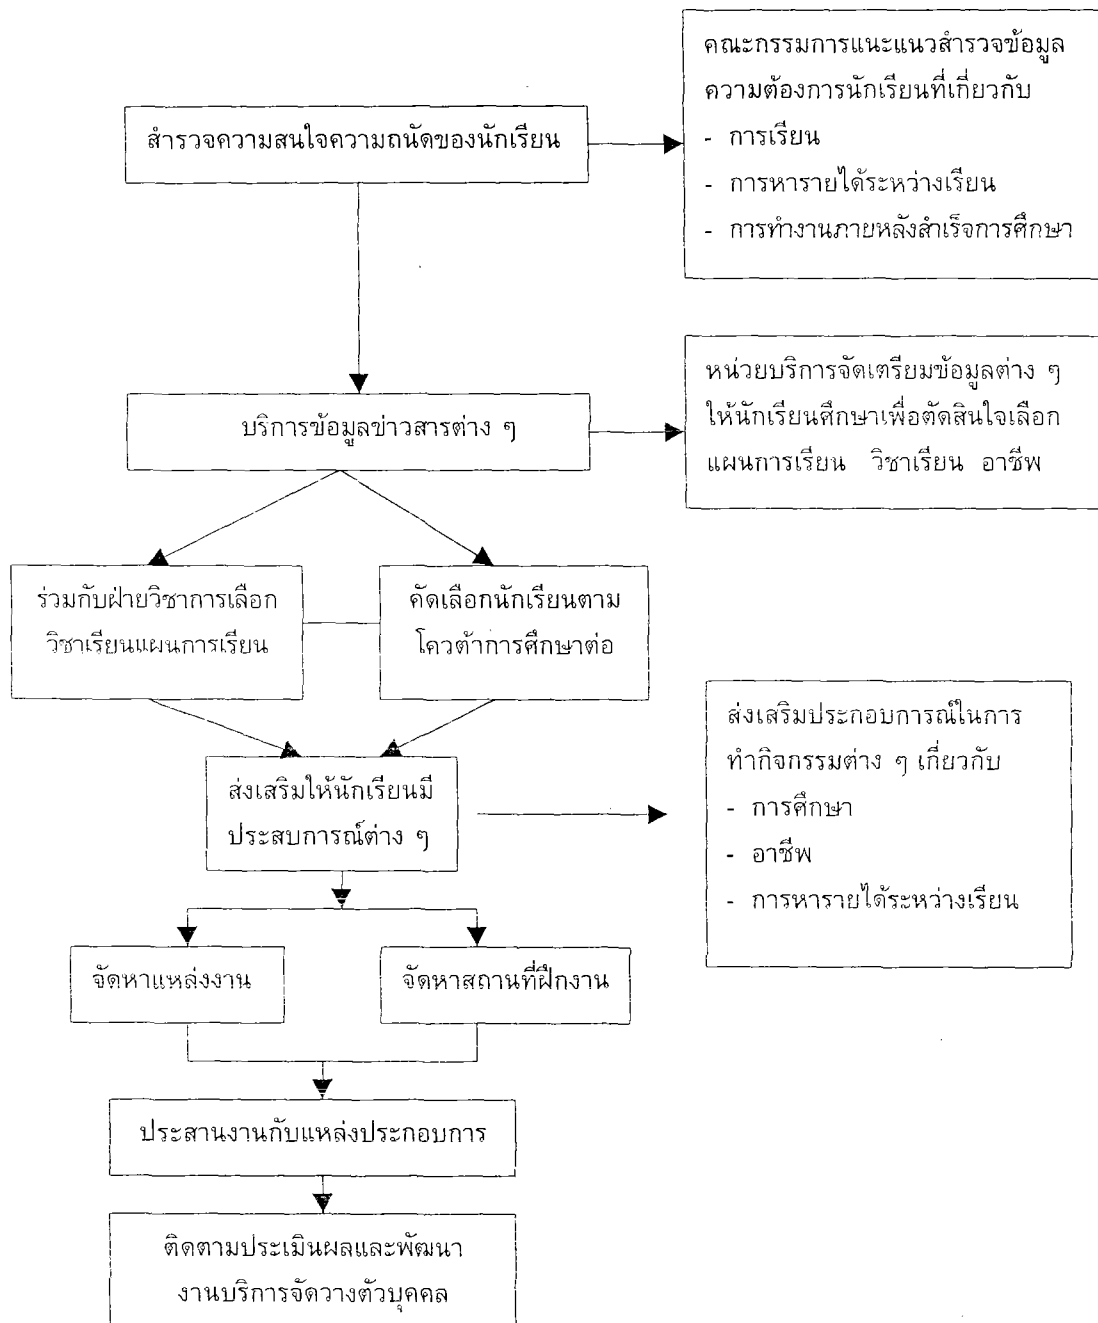 คณะกรรมการแนะแนวสำรวจข้อมูล
ความต้องการนักเรียนที่เกี่ยวกับ
- การเรียน
- การหารายได้ระหว่างเรียน
- การทำงานภายหลังสำเร็จการศึกษา
สำรวจความสนใจความถนัดของนักเรียน
หน่วยบริการจัดเตรียมข้อมูลต่าง ๆ
ให้นักเรียนศึกษาเพื่อตัดสินใจเลือก
แผนการเรียน วิชาเรียน อาชีพ
บริการข้อมูลข่าวสารต่าง ๆ
ร่วมกับฝ่ายวิชาการเลือก
วิชาเรียนแผนการเรียน
คัดเลือกนักเรียนตาม
โควต้าการศึกษาต่อ
ส่งเสริมให้นักเรียนมี
ประสบการณ์ต่าง ๆ
ส่งเสริมประกอบการณ์ในการ
ทำกิจกรรมต่าง ๆ เกี่ยวกับ
- การศึกษา
- อาชีพ
- การหารายได้ระหว่างเรียน
จัดหาแหล่งงาน
จัดหาสถานที่ฝึกงาน
ประสานงานกับแหล่งประกอบการ
ติดตามประเมินผลและพัฒนา
งานบริการจัดวางตัวบุคคล